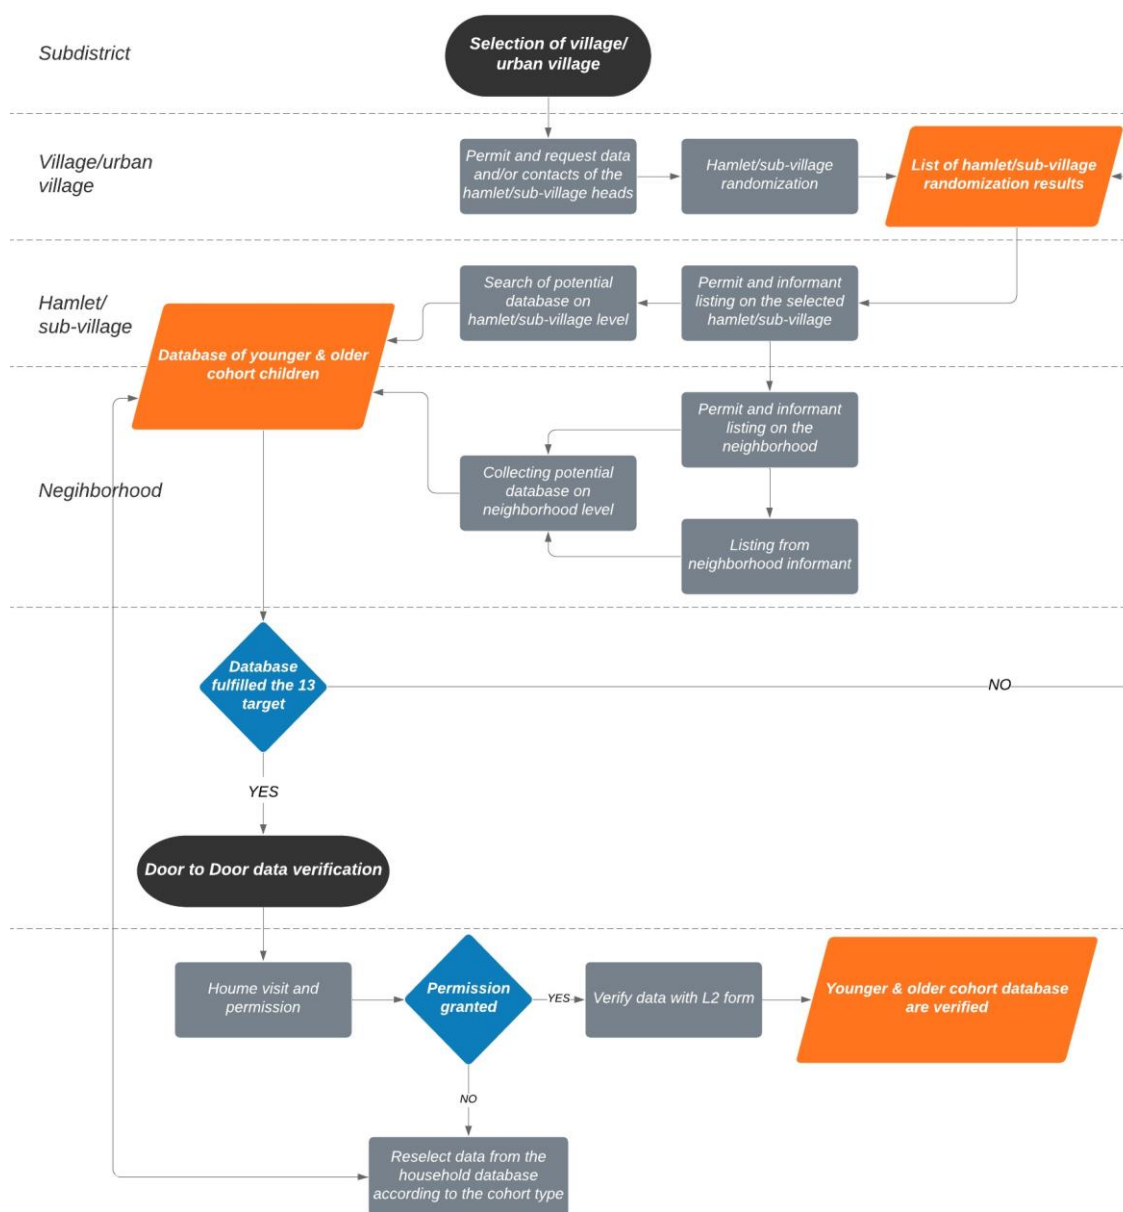 Subdistrict
Selection of village/
urban village
Village/urban
village
Permit and request data
and/or contacts of the
hamlet/sub-village heads
Hamlet/sub-village
randomization
List of hamlet/sub-village
randomization results
Hamlet/
sub-village
Search of potential
database on
hamlet/sub-village level
Permit and informant
listing on the selected
hamlet/sub-village
Database of younger & older
cohort children
Permit and informant
listing on the
neighborhood
Negihborhood
Collecting potential
database on
neighborhood level
Listing from
neighborhood informant
Database
fulfilled the 13
target
NO
YES
Door to Door data verification
Houme visit and
permission
Permission
granted
YES
Verify data with L2 form
Younger & older cohort database
are verified
NO
Reselect data from the
household database
according to the cohort type